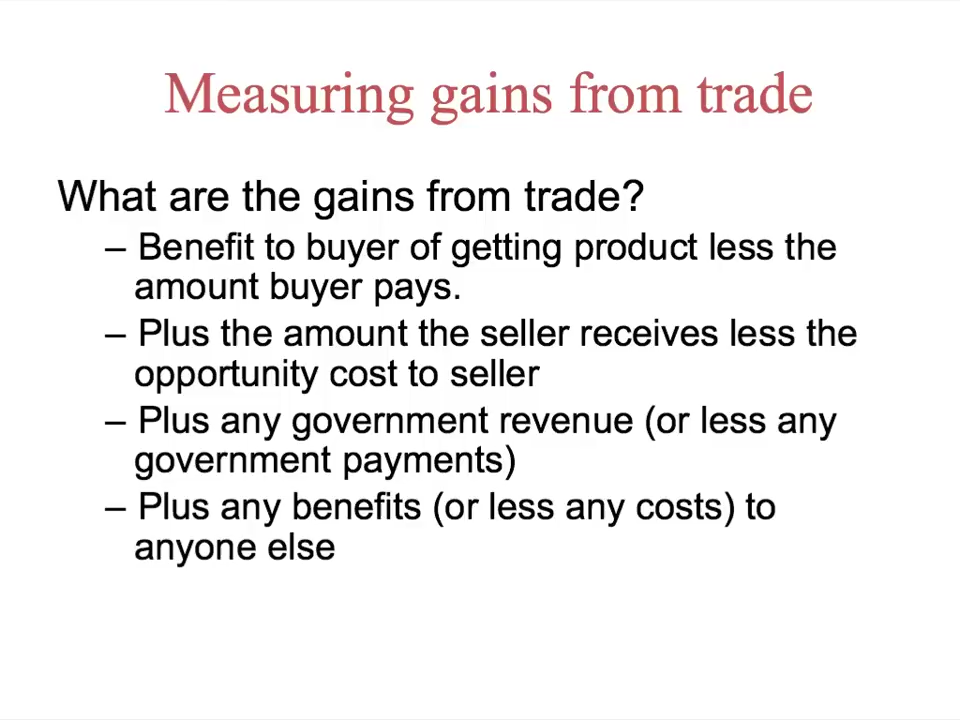 Measuring gains from trade
What are the gains from trade?
– Benefit to buyer of getting product less the
amount buyer pays.
– Plus the amount the seller receives less the
opportunity cost to seller
– Plus any government revenue (or less any
government payments)
– Plus any benefits (or less any costs) to
anyone else